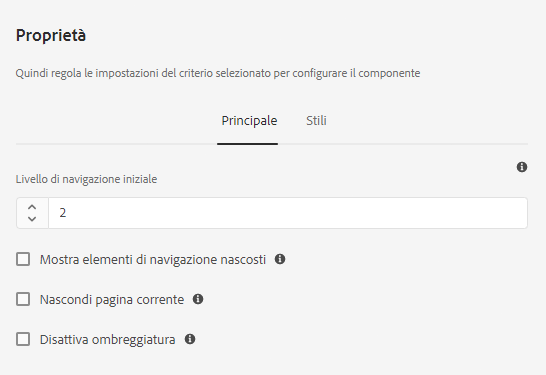 Proprietà
Quindi regola le impostazioni del criterio selezionato per configurare il componente
Principale Stili
Livello di navigazione iniziale
2
Mostra elementi di navigazione nascosti
Nascondi pagina corrente
Disattiva ombreggiatura